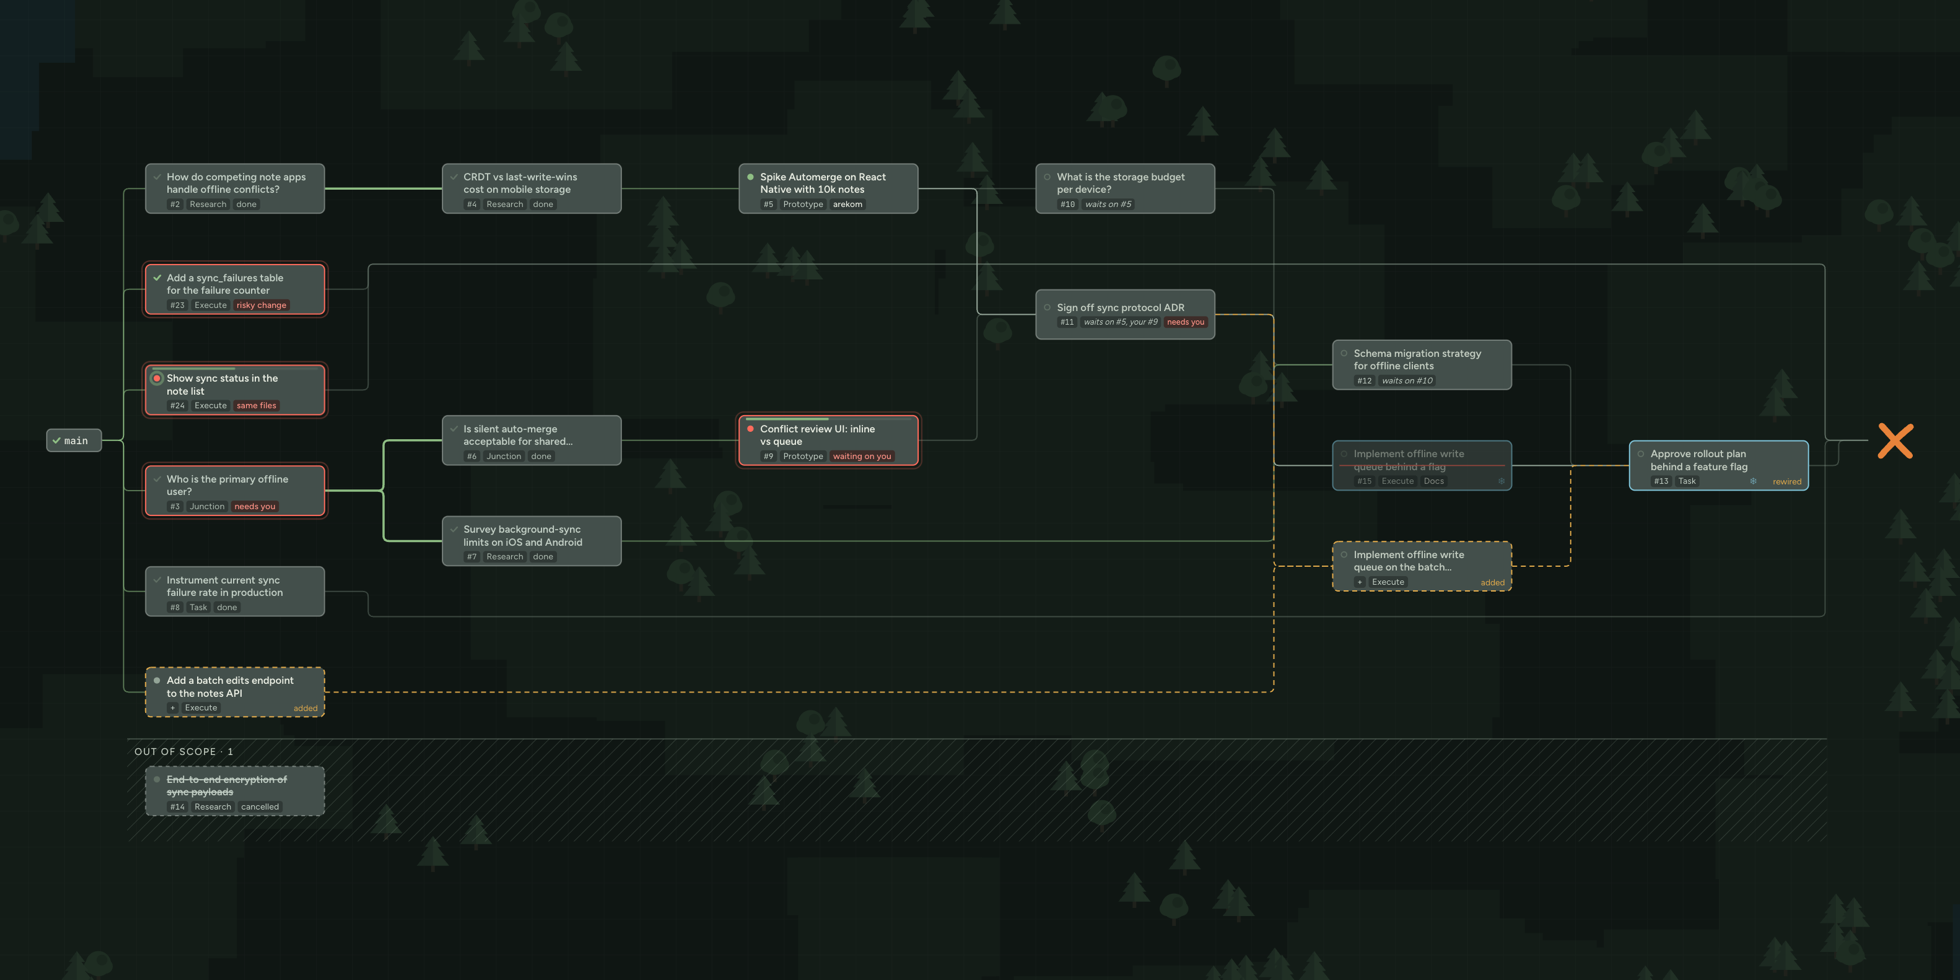 How do competing note apps
handle offline conflicts?
#2 Research done
CRDT vs last-write-wins
cost on mobile storage
#4 Research done
Spike Automerge on React
Native with 10k notes
#5 Prototype arekom
What is the storage budget
per device?
#10 waits on #5
Add a sync_failures table
for the failure counter
#23 Execute risky change
Sign off sync protocol ADR
#11 waits on #5, your #9 needs you
Show sync status in the
note list
#24 Execute same files
Schema migration strategy
for offline clients
#12 waits on #10
main
Is silent auto-merge
acceptable for shared...
#6 Junction done
Conflict review UI: inline
vs queue
#9 Prototype waiting on you
Implement offline write
queue behind a flag
#15 Execute Docs
Approve rollout plan
behind a feature flag
#13 Task rewired
Who is the primary offline
user?
#3 Junction needs you
Survey background-sync
limits on iOS and Android
#7 Research done
Implement offline write
queue on the batch...
+ Execute added
Instrument current sync
failure rate in production
#8 Task done
Add a batch edits endpoint
to the notes API
+ Execute added
OUT OF SCOPE · 1
End-to-end encryption of
sync payloads
#14 Research cancelled